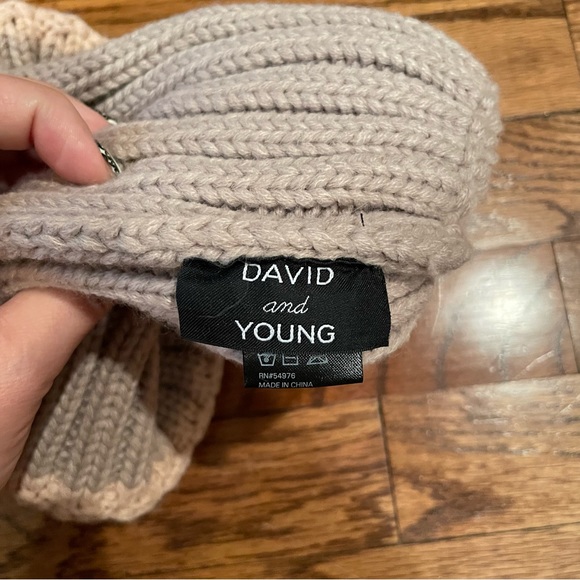 DAVID
and
YOUNG
RN#54976
MADE IN CHINA